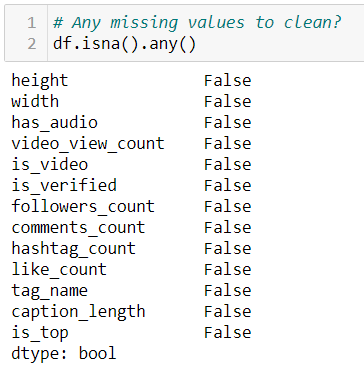 1 # Any missing values to clean?
2 df.isna().any()
height False
width False
has_audio False
video_view_count False
is_video False
is_verified False
followers_count False
comments_count False
hashtag_count False
like_count False
tag_name False
caption_length False
is_top False
dtype: bool